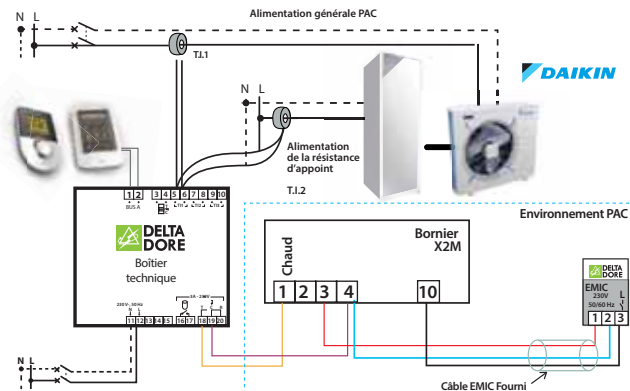 Alimentation générale PAC
N L
T.I.1
DAIKIN
N L
Alimentation
de la résistance
d'appoint
T.I.2
1 2
BUS A
3 4 5 6 7 8 9 10
DELTA
DORE
Boîtier
technique
230V~, 50 Hz
N L
11 12 13 14 15
16 17
18 19 20
N L
Environnement PAC
Bornier
X2M
Chaud
1 2 3 4 10
DELTA
DORE
EMIC
230V
50/60 Hz
L
1 2 3
Câble EMIC Fourni